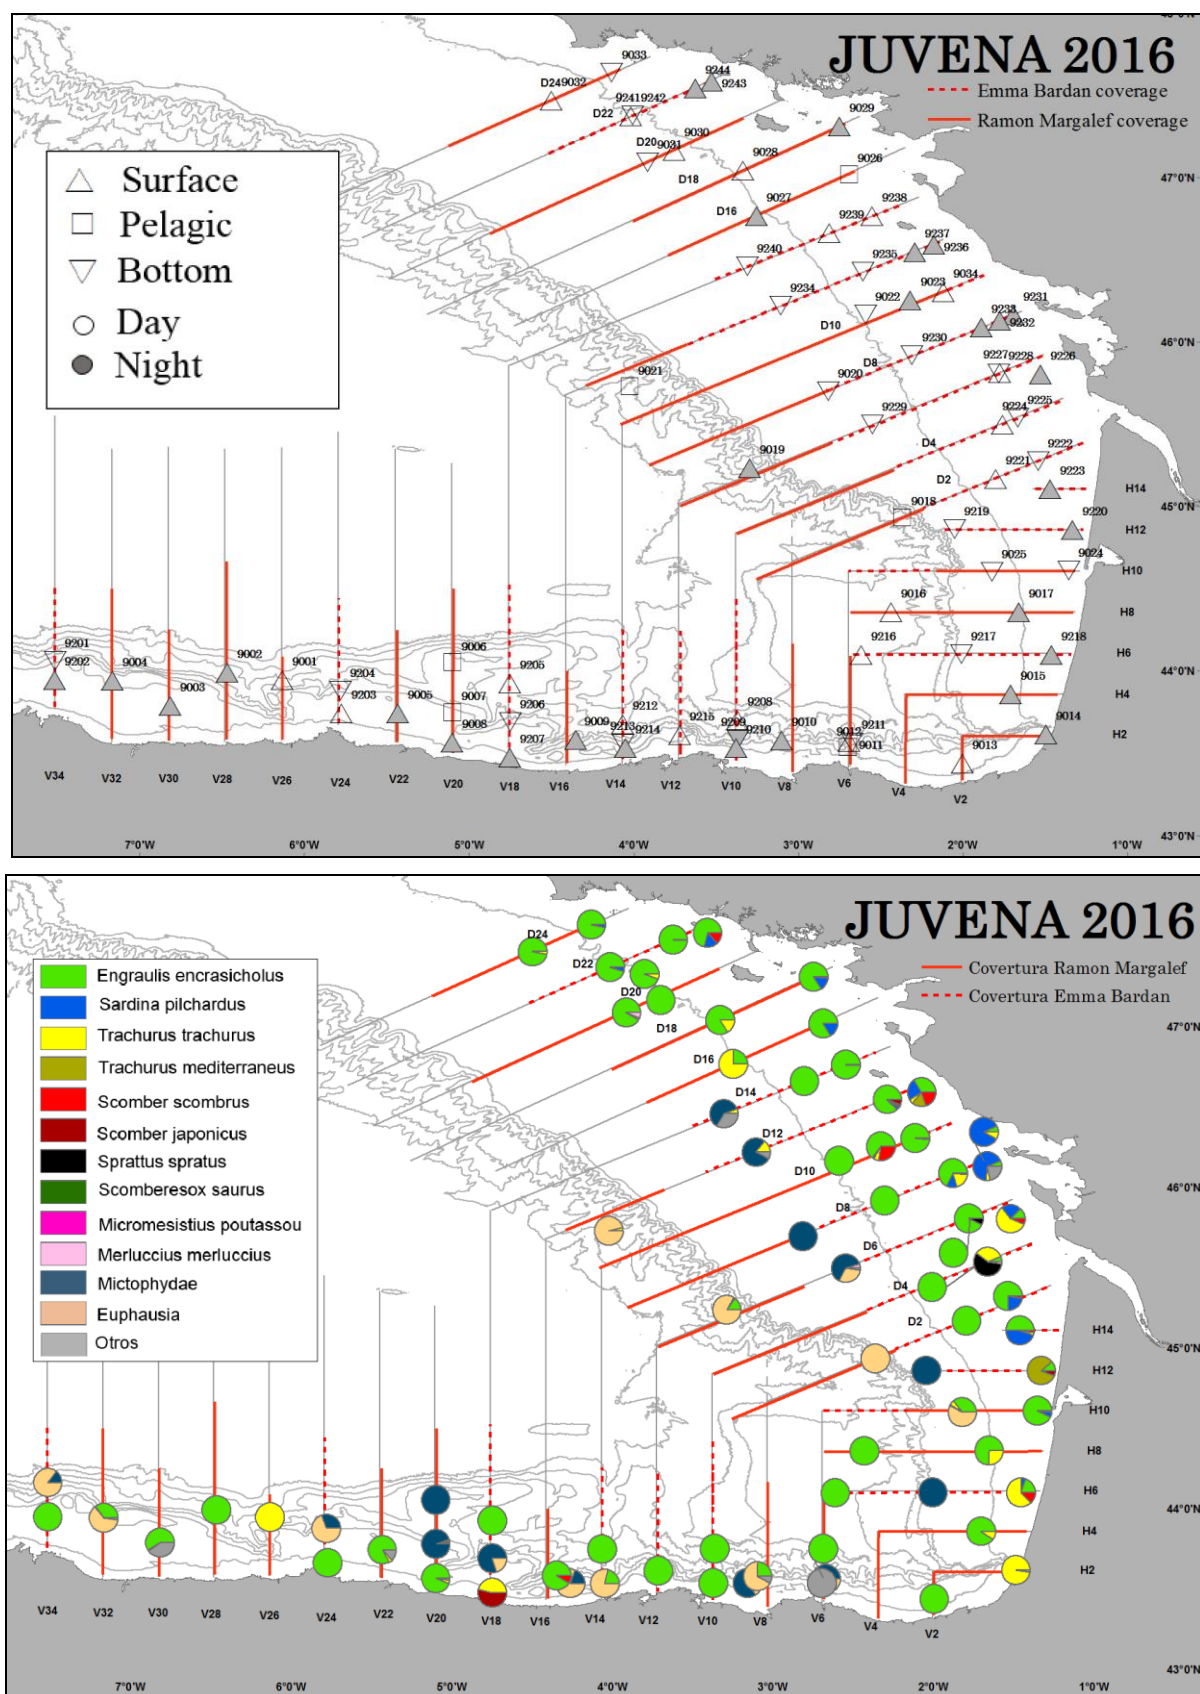 JUVENA 2016
Emma Bardan coverage
Ramon Margalef coverage
Surface
Pelagic
Bottom
Day
Night
9033
D24
9032
9244
9243
9241
9242
D22
9029
9030
D20
9031
9028
9026
47°0'N
D18
9027
D16
9238
9239
9237
9236
9240
9235
9034
9234
9023
9022
9231
9233
9232
D10
46°0'N
9230
D8
9021
9020
9227
9228
9226
9229
9224
9225
D4
9222
9019
9221
9223
D2
H14
9018
45°0'N
9219
9220
H12
9025
9024
H10
9016
9017
H8
9201
9202
9004
9002
9001
9204
9203
9006
9205
9216
9217
9218
H6
44°0'N
9003
9005
9007
9206
9212
9208
9015
H4
9008
9207
9009
9213
9214
9215
9209
9210
9010
9211
9012
9011
9014
H2
9013
V34
V32
V30
V28
V26
V24
V22
V20
V18
V16
V14
V12
V10
V8
V6
V4
V2
43°0'N
7°0'W
6°0'W
5°0'W
4°0'W
3°0'W
2°0'W
1°0'W
JUVENA 2016
Covertura Ramon Margalef
Covertura Emma Bardan
Engraulis encrasicholus
Sardina pilchardus
Trachurus trachurus
Trachurus mediterraneus
Scomber scombrus
Scomber japonicus
Sprattus spratus
Scomberesox saurus
Micromesistius poutassou
Merluccius merluccius
Mictophydae
Euphausia
Otros
D24
D22
D20
D18
47°0'N
D16
D14
D12
D10
46°0'N
D8
D6
D4
D2
H14
45°0'N
H12
H10
H8
H6
44°0'N
H4
H2
V34
V32
V30
V28
V26
V24
V22
V20
V18
V16
V14
V12
V10
V8
V6
V4
V2
43°0'N
7°0'W
6°0'W
5°0'W
4°0'W
3°0'W
2°0'W
1°0'W